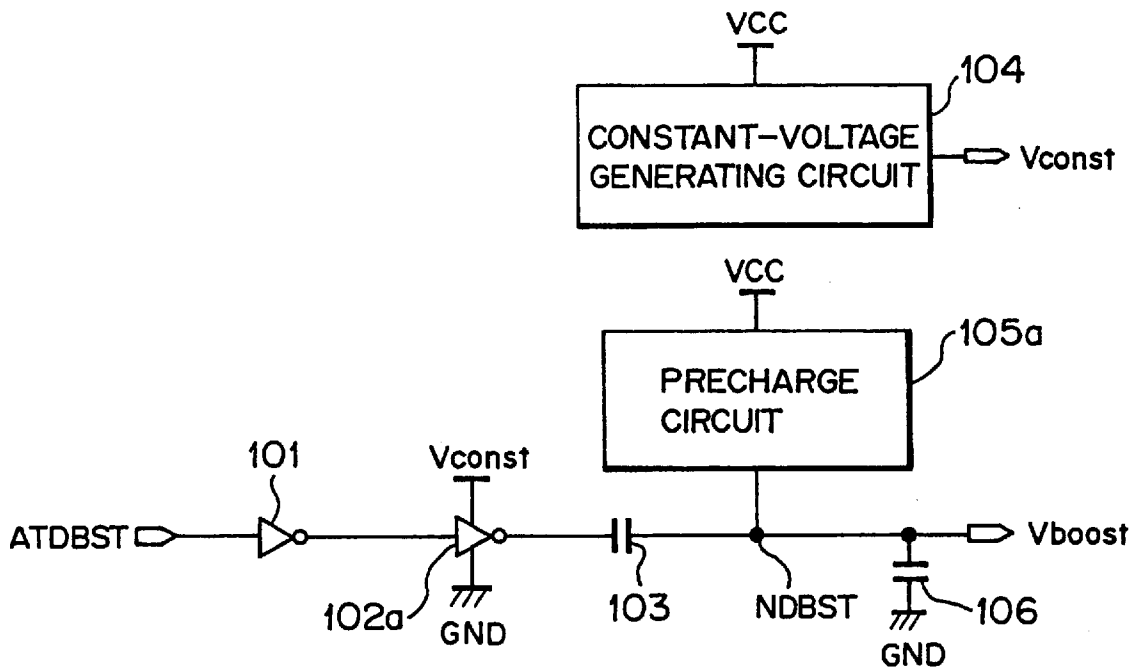 VCC
104
CONSTANT-VOLTAGE
GENERATING CIRCUIT
Vconst
VCC
105a
PRECHARGE
CIRCUIT
101
Vconst
ATDBST
Vboost
102a
GND
103
NDBST
106
GND